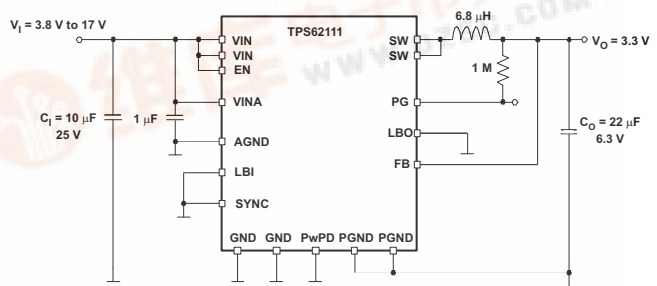 V_I = 3.8 V to 17 V
TPS62111
6.8 µH
VIN
VIN
EN
SW
SW
V_O = 3.3 V
1 M
VINA
PG
C_I = 10 µF
25 V
1 µF
AGND
LBO
C_O = 22 µF
6.3 V
LBI
FB
SYNC
GND
GND
PwPD
PGND
PGND